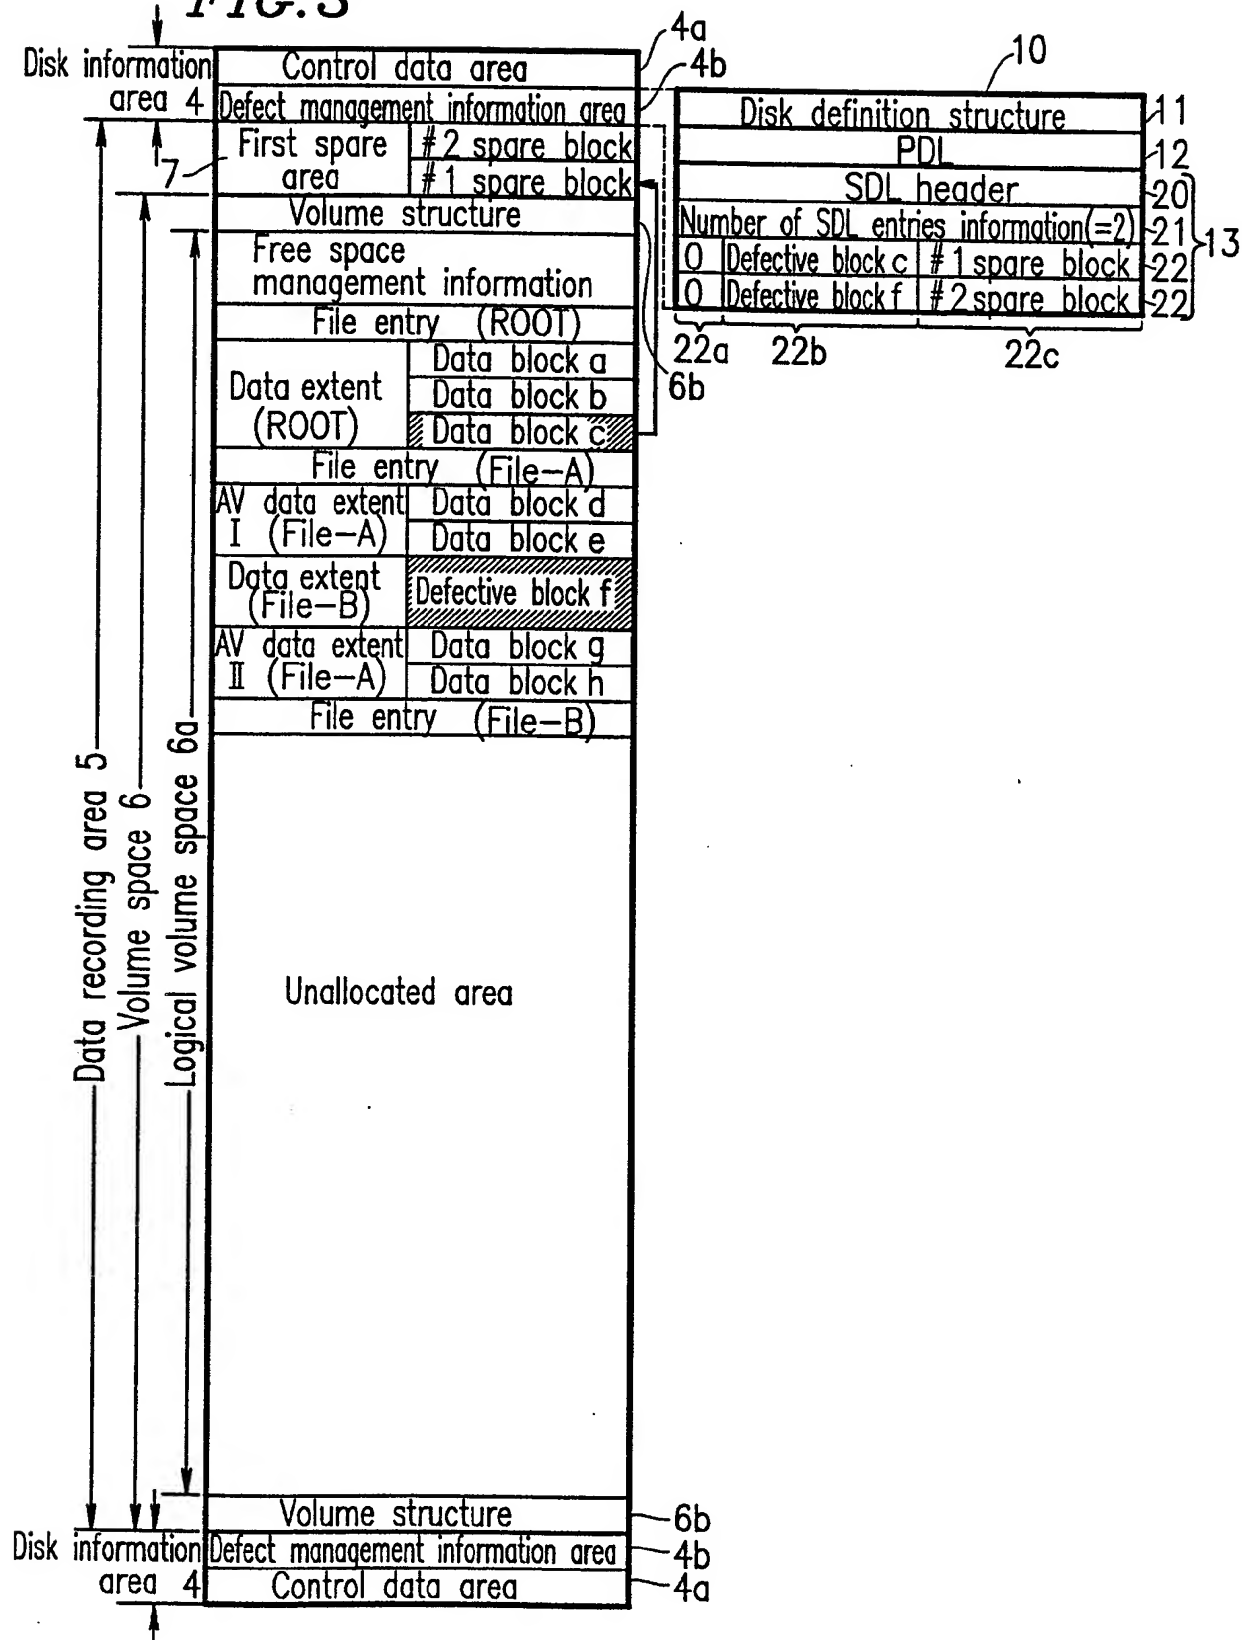 FIG. 3
Disk information area 4
Control data area
4a
Defect management information area
4b
7
First spare area
#2 spare block
#1 spare block
Volume structure
6b
Free space management information
File entry (ROOT)
Data extent (ROOT)
Data block a
Data block b
Data block c
File entry (File-A)
AV data extent I (File-A)
Data block d
Data block e
Data extent (File-B)
Defective block f
AV data extent II (File-A)
Data block g
Data block h
File entry (File-B)
Data recording area 5
Volume space 6
Logical volume space 6a
Unallocated area
Volume structure
6b
Disk information area 4
Defect management information area
4b
Control data area
4a
10
Disk definition structure
11
PDL
12
SDL header
20
Number of SDL entries information(=2)
21
13
0 Defective block c #1 spare block
22
0 Defective block f #2 spare block
22
22a 22b 22c